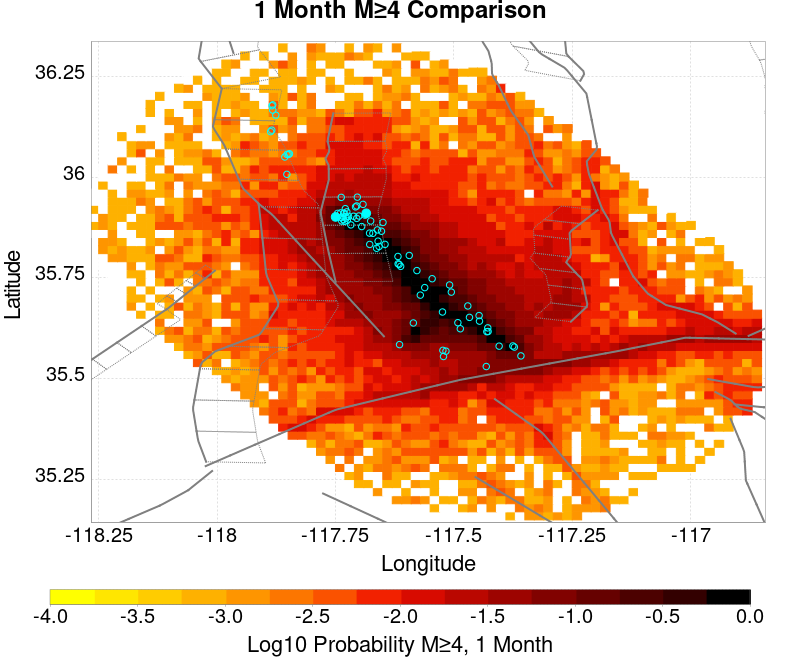 1 Month M≥4 Comparison
36.25
36
35.75
35.5
35.25
Latitude
-118.25 -118 -117.75 -117.5 -117.25 -117
Longitude
-4.0 -3.5 -3.0 -2.5 -2.0 -1.5 -1.0 -0.5 0.0
Log10 Probability M≥4, 1 Month